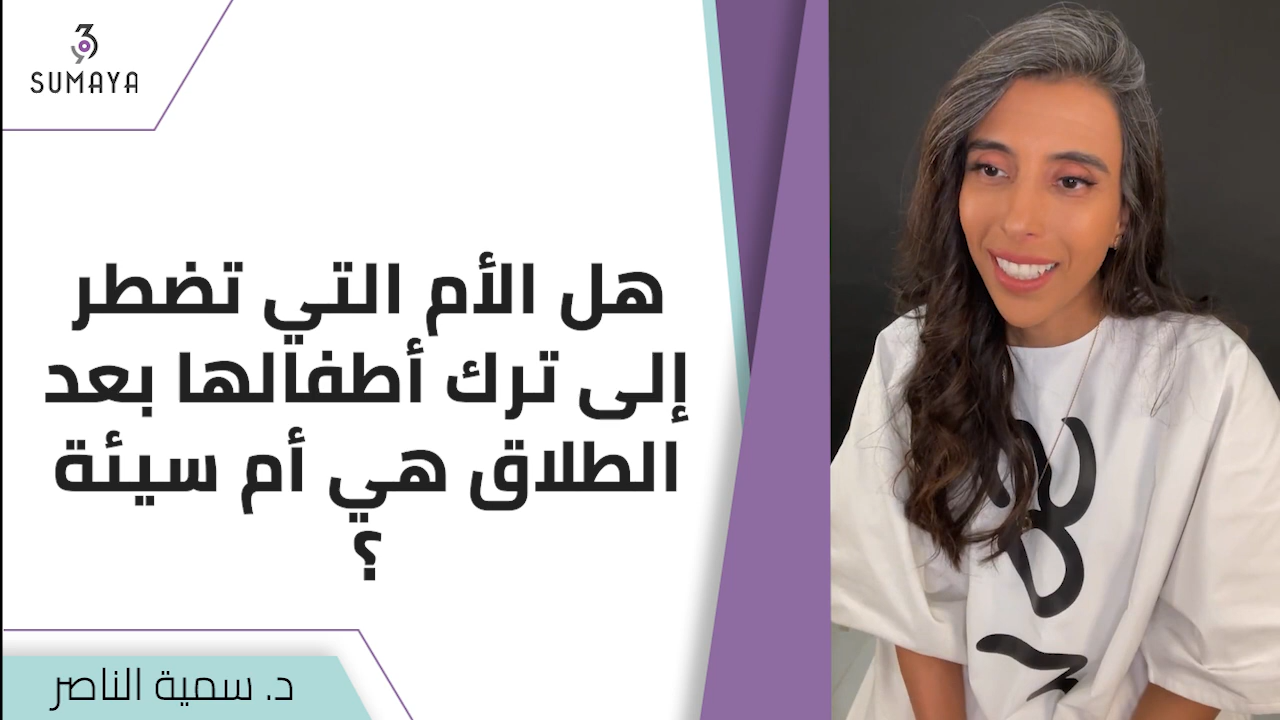 SUMAYA
هل الأم التي تضطر
إلى ترك أطفالها بعد
الطلاق هي أم سيئة
؟
د. سمية الناصر